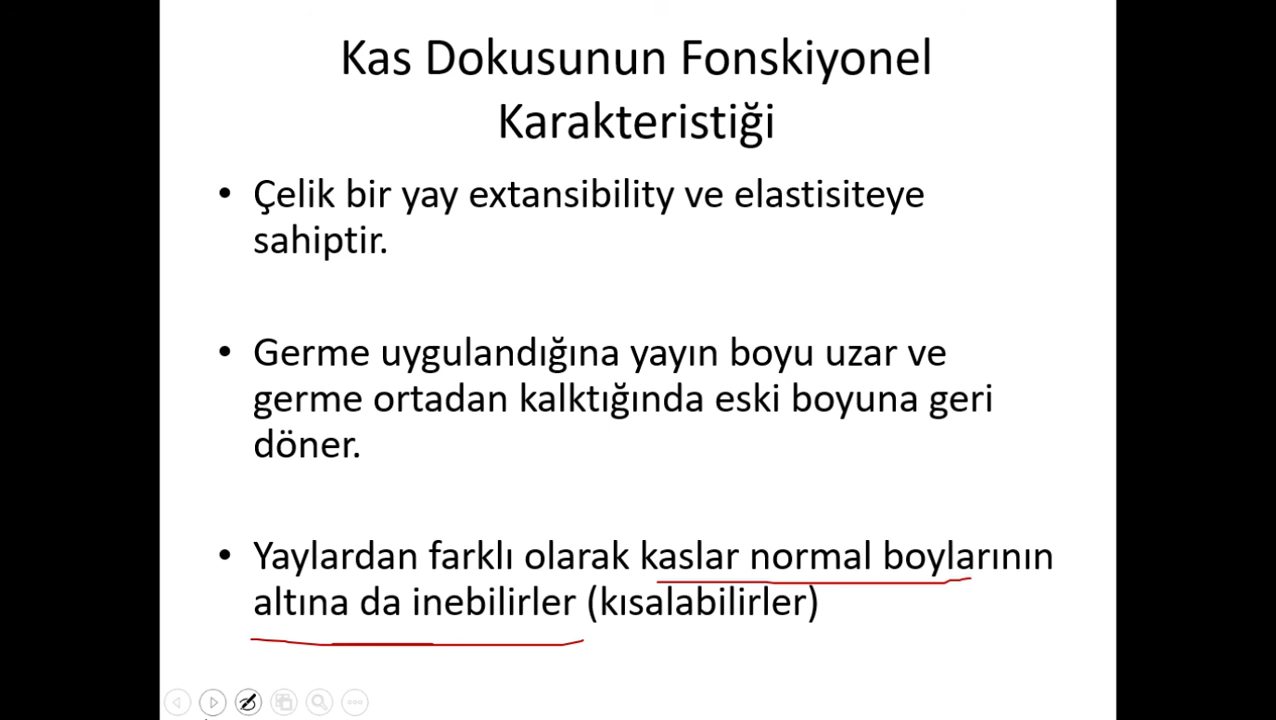 Kas Dokusunun Fonskiyonel
Karakteristiği
• Çelik bir yay extansibility ve elastisiteye
sahiptir.
• Germe uygulandığına yayın boyu uzar ve
germe ortadan kalktığında eski boyuna geri
döner.
• Yaylardan farklı olarak kaslar normal boylarının
altına da inebilirler (kısalabilirler)